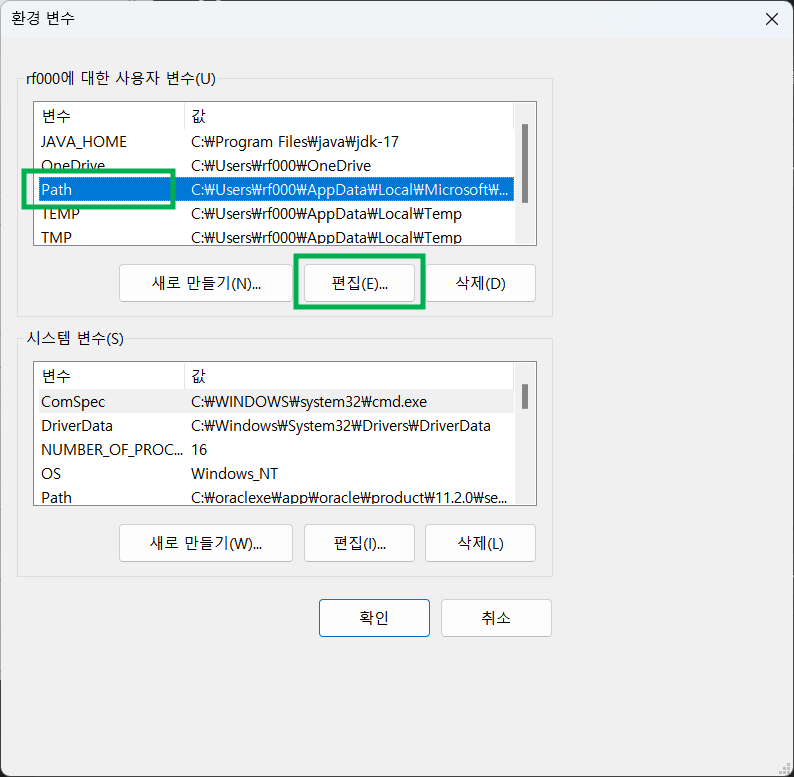 환경 변수
rf000에 대한 사용자 변수(U)
변수 값
JAVA_HOME C:₩Program Files₩java₩jdk-17
OneDrive C:₩Users₩rf000₩OneDrive
Path C:₩Users₩rf000₩AppData₩Local₩Microsoft₩...
TEMP C:₩Users₩rf000₩AppData₩Local₩Temp
TMP C:₩Users₩rf000₩AppData₩Local₩Temp
새로 만들기(N)... 편집(E)... 삭제(D)
시스템 변수(S)
변수 값
ComSpec C:₩WINDOWS₩system32₩cmd.exe
DriverData C:₩Windows₩System32₩Drivers₩DriverData
NUMBER_OF_PROC... 16
OS Windows_NT
Path C:₩oraclexe₩app₩oracle₩product₩11.2.0₩se...
새로 만들기(W)... 편집(I)... 삭제(L)
확인 취소